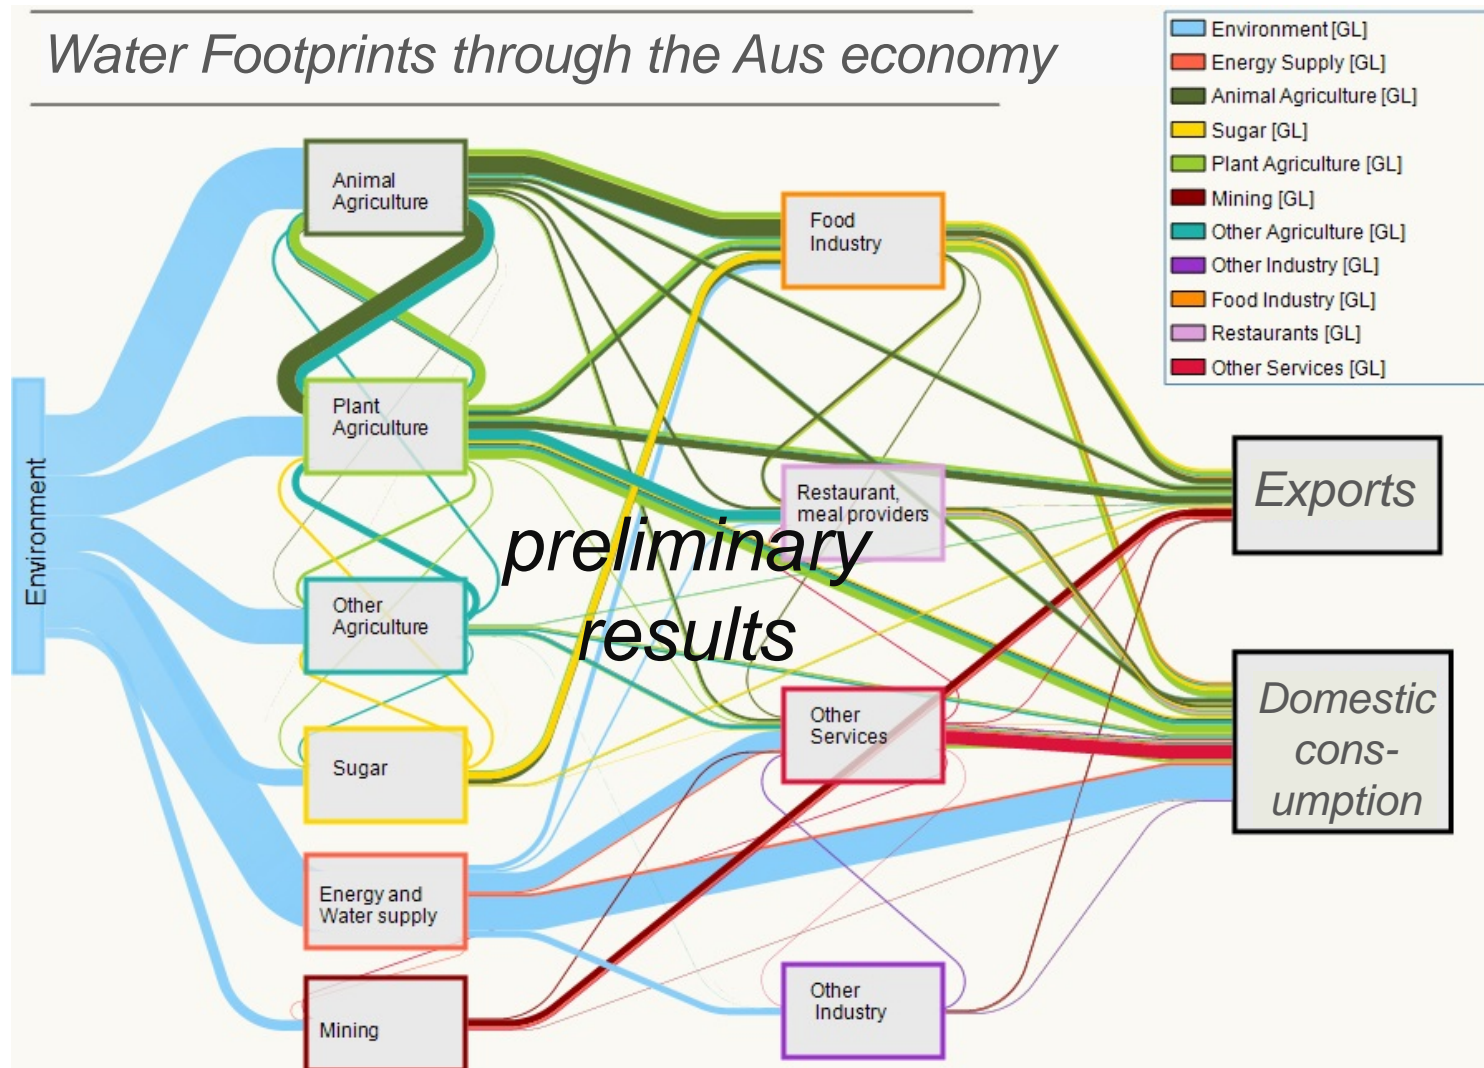 Water Footprints through the Aus economy
Environment [GL]
Energy Supply [GL]
Animal Agriculture [GL]
Sugar [GL]
Plant Agriculture [GL]
Mining [GL]
Other Agriculture [GL]
Other Industry [GL]
Food Industry [GL]
Restaurants [GL]
Other Services [GL]
Environment
Animal
Agriculture
Plant
Agriculture
Other
Agriculture
Sugar
Energy and
Water supply
Mining
Food
Industry
Restaurant,
meal providers
preliminary
results
Other
Services
Other
Industry
Exports
Domestic
cons-
umption